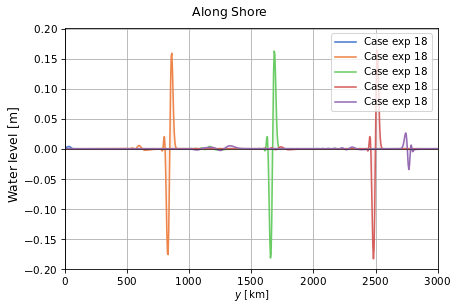 Along Shore
Water level [m]
0.20
0.15
0.10
0.05
0.00
−0.05
−0.10
−0.15
−0.20
Case exp 18
Case exp 18
Case exp 18
Case exp 18
Case exp 18
0 500 1000 1500 2000 2500 3000
y [km]